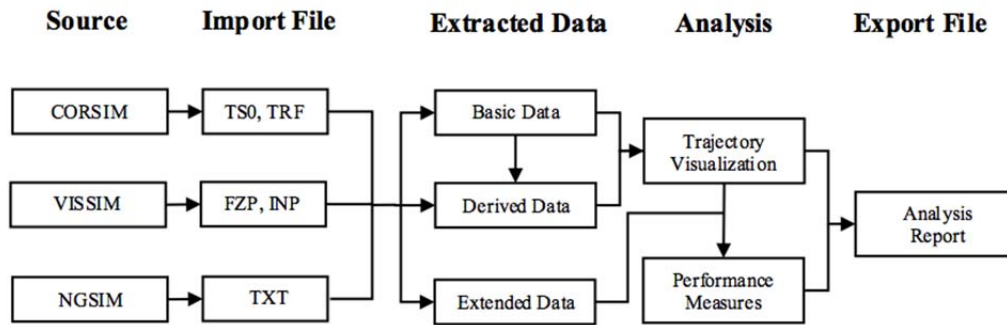 Source Import File Extracted Data Analysis Export File
CORSIM TS0, TRF Basic Data
Trajectory
Visualization
VISSIM FZP, INP Derived Data
Analysis
Report
NGSIM TXT Extended Data
Performance
Measures